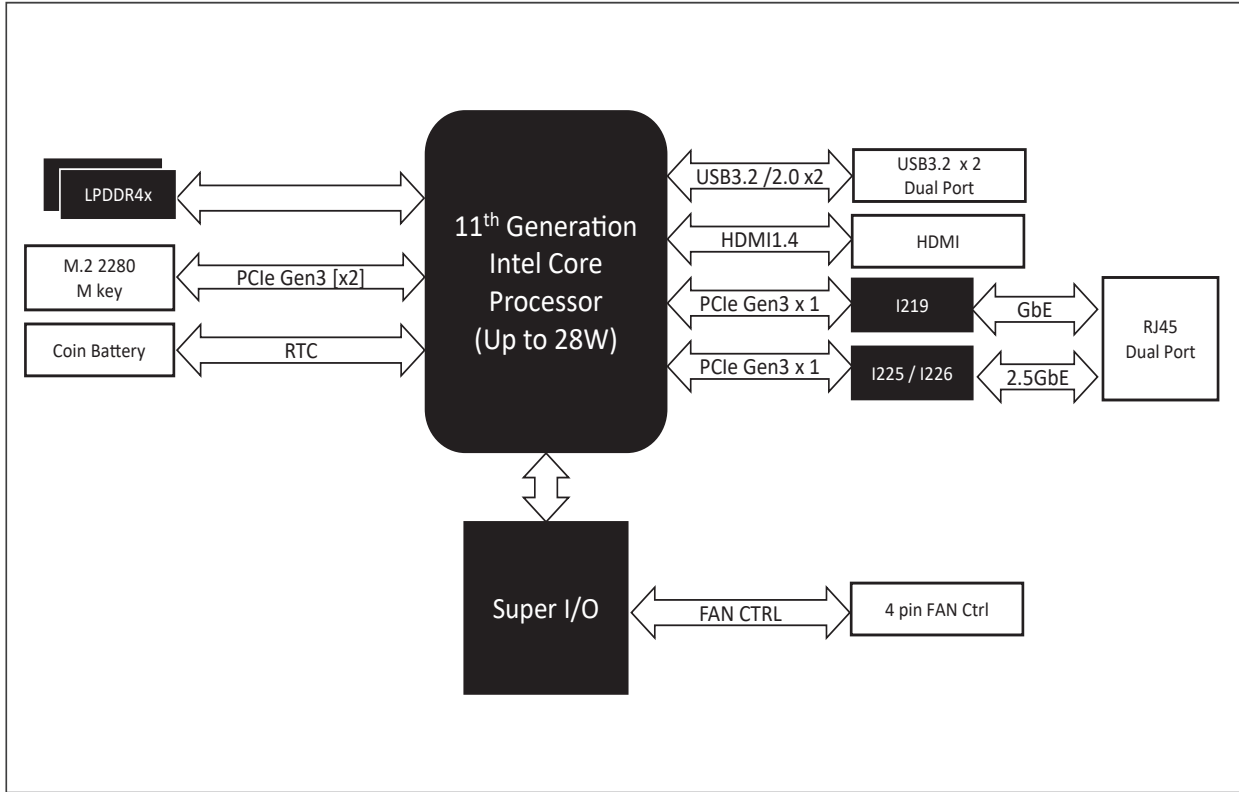 LPDDR4x
M.2 2280
M key
PCIe Gen3 [x2]
Coin Battery
RTC
11th Generation
Intel Core
Processor
(Up to 28W)
USB3.2 /2.0 x2
USB3.2 x 2
Dual Port
HDMI1.4
HDMI
PCIe Gen3 x 1
I219
GbE
PCIe Gen3 x 1
I225 / I226
2.5GbE
RJ45
Dual Port
Super I/O
FAN CTRL
4 pin FAN Ctrl